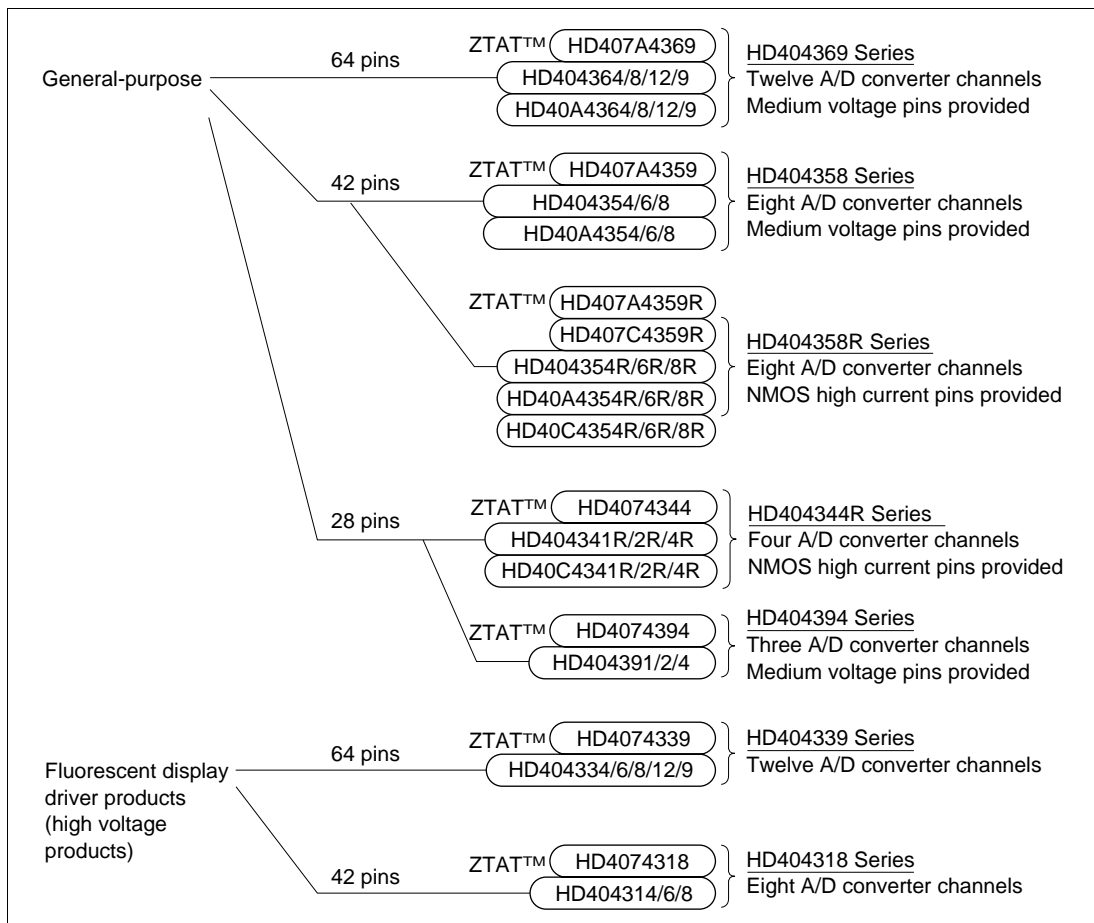 General-purpose
64 pins
ZTAT™ HD407A4369
HD404364/8/12/9
HD40A4364/8/12/9
HD404369 Series
Twelve A/D converter channels
Medium voltage pins provided
42 pins
ZTAT™ HD407A4359
HD404354/6/8
HD40A4354/6/8
HD404358 Series
Eight A/D converter channels
Medium voltage pins provided
ZTAT™ HD407A4359R
HD407C4359R
HD404354R/6R/8R
HD40A4354R/6R/8R
HD40C4354R/6R/8R
HD404358R Series
Eight A/D converter channels
NMOS high current pins provided
28 pins
ZTAT™ HD4074344
HD404341R/2R/4R
HD40C4341R/2R/4R
HD404344R Series
Four A/D converter channels
NMOS high current pins provided
ZTAT™ HD4074394
HD404391/2/4
HD404394 Series
Three A/D converter channels
Medium voltage pins provided
Fluorescent display
driver products
(high voltage
products)
64 pins
ZTAT™ HD4074339
HD404334/6/8/12/9
HD404339 Series
Twelve A/D converter channels
42 pins
ZTAT™ HD4074318
HD404314/6/8
HD404318 Series
Eight A/D converter channels